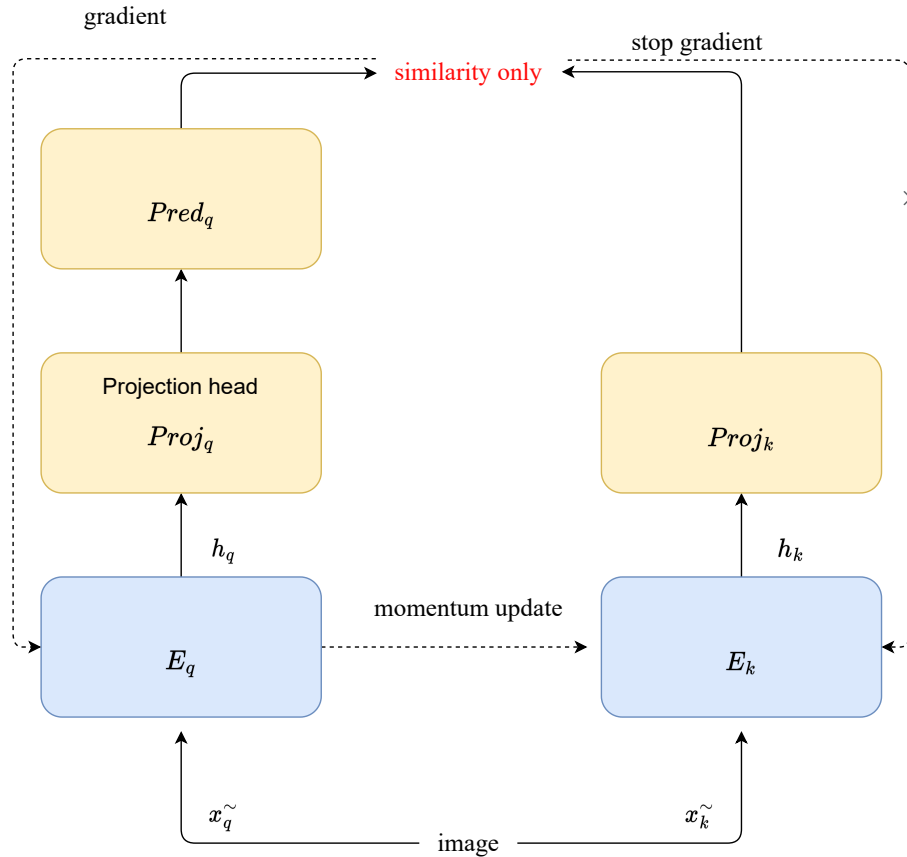 gradient
stop gradient
similarity only
Pred_q
Projection head
Proj_q
Proj_k
h_q
h_k
momentum update
E_q
E_k
x_q^~
x_k^~
image